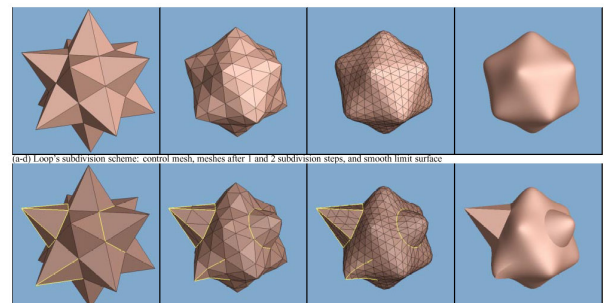 (a-d) Loop's subdivision scheme: control mesh, meshes after 1 and 2 subdivision steps, and smooth limit surface